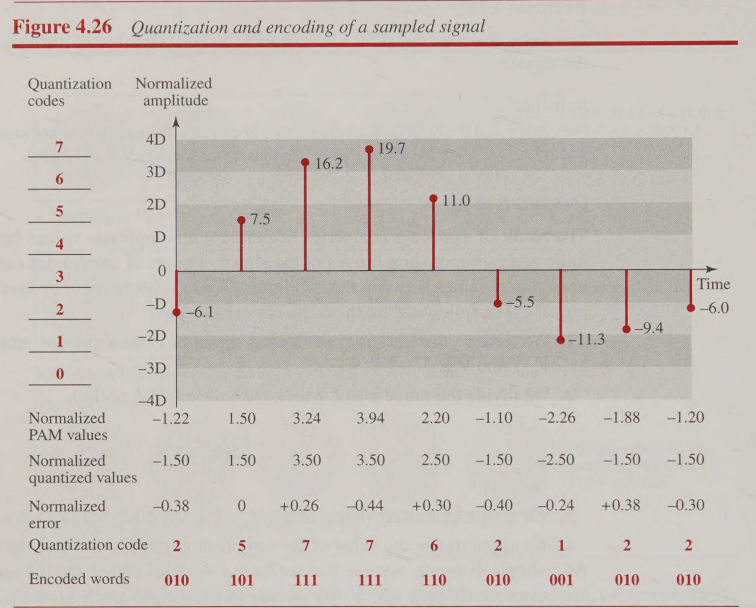 Figure 4.26 Quantization and encoding of a sampled signal
Quantization codes
Normalized amplitude
7
6
5
4
3
2
1
0
4D
3D
2D
D
0
–D
–2D
–3D
–4D
–6.1
7.5
16.2
19.7
11.0
–5.5
–11.3
–9.4
–6.0
Time
Normalized PAM values –1.22 1.50 3.24 3.94 2.20 –1.10 –2.26 –1.88 –1.20
Normalized quantized values –1.50 1.50 3.50 3.50 2.50 –1.50 –2.50 –1.50 –1.50
Normalized error –0.38 0 +0.26 –0.44 +0.30 –0.40 –0.24 +0.38 –0.30
Quantization code 2 5 7 7 6 2 1 2 2
Encoded words 010 101 111 111 110 010 001 010 010